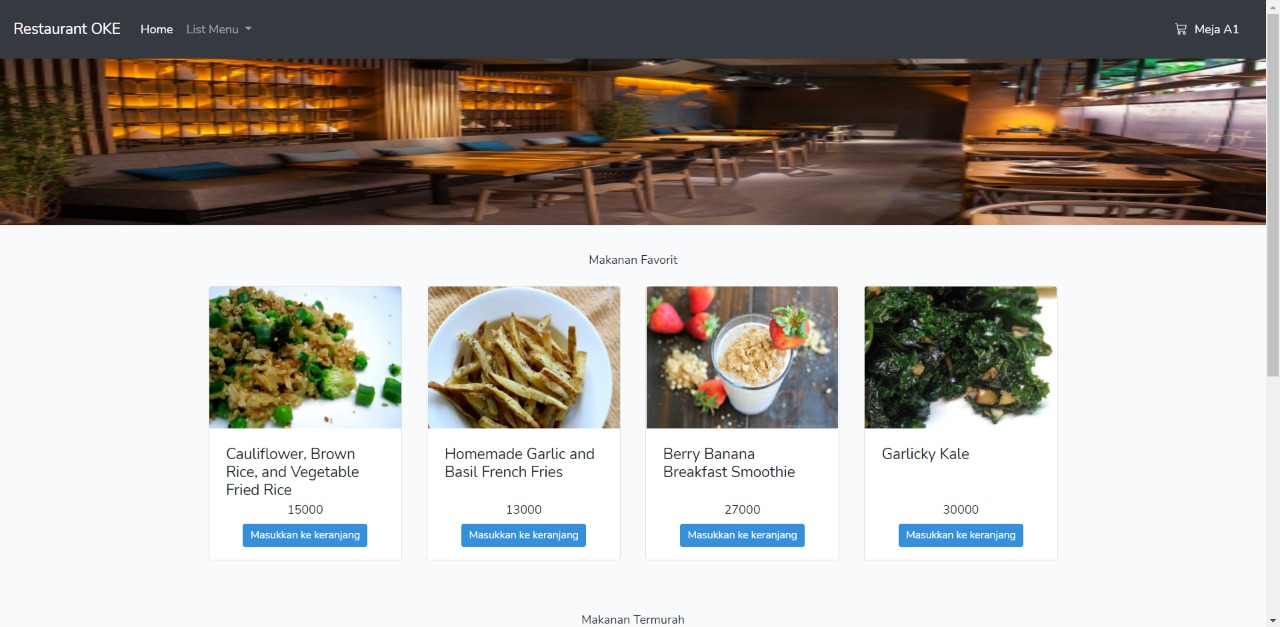 Restaurant OKE Home List Menu Meja A1
Makanan Favorit
Cauliflower, Brown
Rice, and Vegetable
Fried Rice
15000
Masukkan ke keranjang
Homemade Garlic and
Basil French Fries
13000
Masukkan ke keranjang
Berry Banana
Breakfast Smoothie
27000
Masukkan ke keranjang
Garlicky Kale
30000
Masukkan ke keranjang
Makanan Termurah